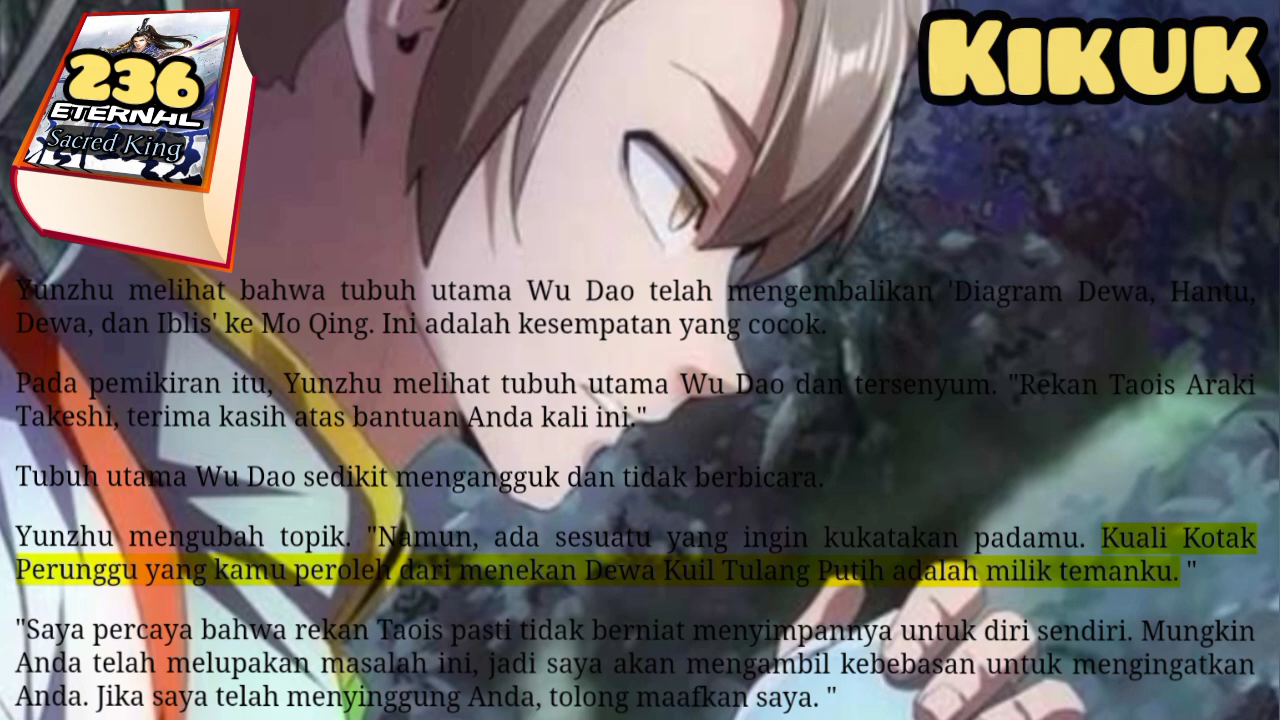 236
ETERNAL
Sacred King
KIKUK
Yunzhu melihat bahwa tubuh utama Wu Dao telah mengembalikan 'Diagram Dewa, Hantu,
Dewa, dan Iblis' ke Mo Qing. Ini adalah kesempatan yang cocok.
Pada pemikiran itu, Yunzhu melihat tubuh utama Wu Dao dan tersenyum. "Rekan Taois Araki
Takeshi, terima kasih atas bantuan Anda kali ini."
Tubuh utama Wu Dao sedikit mengangguk dan tidak berbicara.
Yunzhu mengubah topik. "Namun, ada sesuatu yang ingin kukatakan padamu. Kuali Kotak
Perunggu yang kamu peroleh dari menekan Dewa Kuil Tulang Putih adalah milik temanku. "
"Saya percaya bahwa rekan Taois pasti tidak berniat menyimpannya untuk diri sendiri. Mungkin
Anda telah melupakan masalah ini, jadi saya akan mengambil kebebasan untuk mengingatkan
Anda. Jika saya telah menyinggung Anda, tolong maafkan saya. "